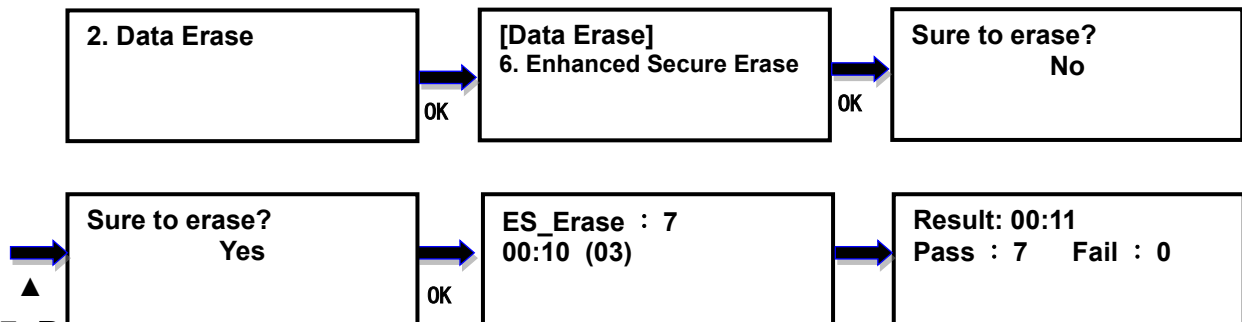 2. Data Erase
OK
[Data Erase]
6. Enhanced Secure Erase
OK
Sure to erase?
No
▲
Sure to erase?
Yes
OK
ES_Erase : 7
00:10 (03)
Result: 00:11
Pass : 7 Fail : 0